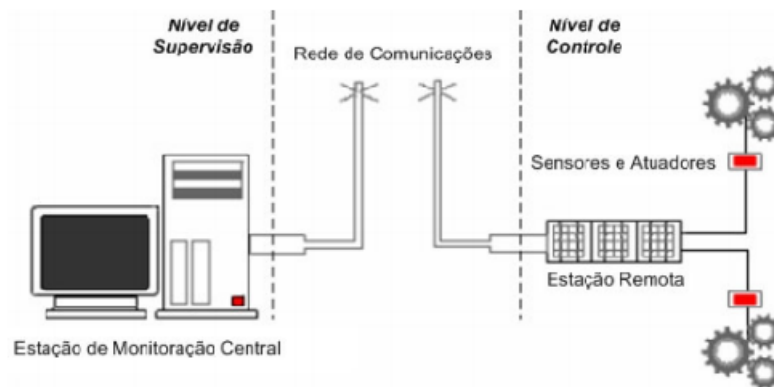 Nível de
Supervisão
Rede de Comunicações
Nível de
Controle
Sensores e Atuadores
Estação Remota
Estação de Monitoração Central